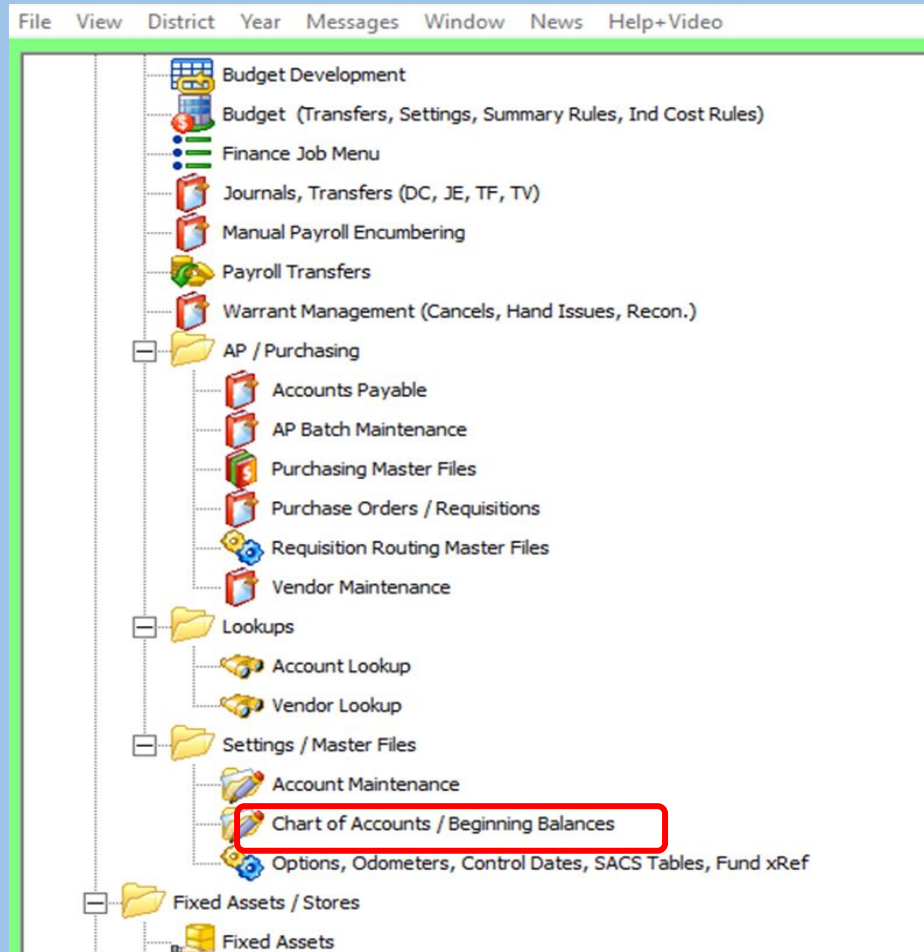 File View District Year Messages Window News Help+Video
Budget Development
Budget (Transfers, Settings, Summary Rules, Ind Cost Rules)
Finance Job Menu
Journals, Transfers (DC, JE, TF, TV)
Manual Payroll Encumbering
Payroll Transfers
Warrant Management (Cancels, Hand Issues, Recon.)
AP / Purchasing
Accounts Payable
AP Batch Maintenance
Purchasing Master Files
Purchase Orders / Requisitions
Requisition Routing Master Files
Vendor Maintenance
Lookups
Account Lookup
Vendor Lookup
Settings / Master Files
Account Maintenance
Chart of Accounts / Beginning Balances
Options, Odometers, Control Dates, SACS Tables, Fund xRef
Fixed Assets / Stores
Fixed Assets